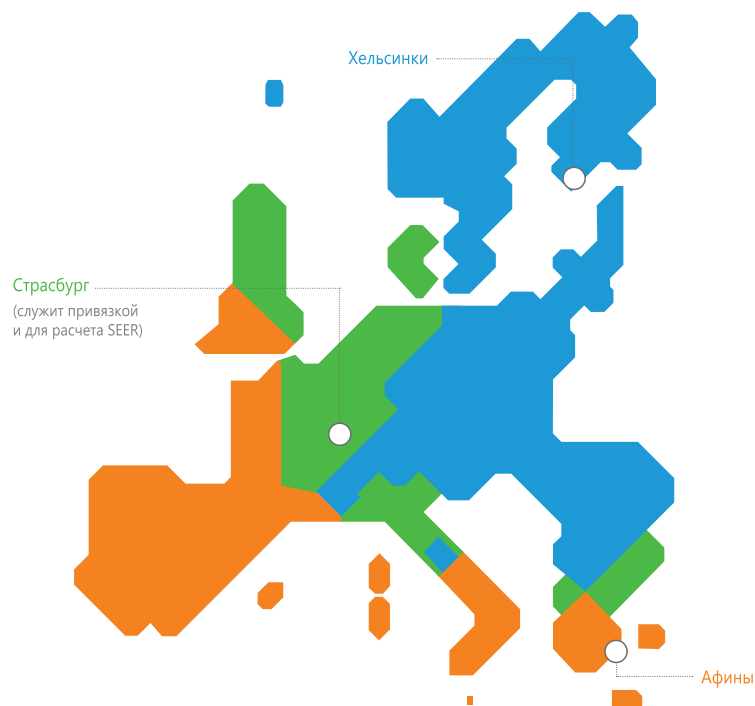 Хельсинки
Страсбург
(служит привязкой
и для расчета SEER)
Афины